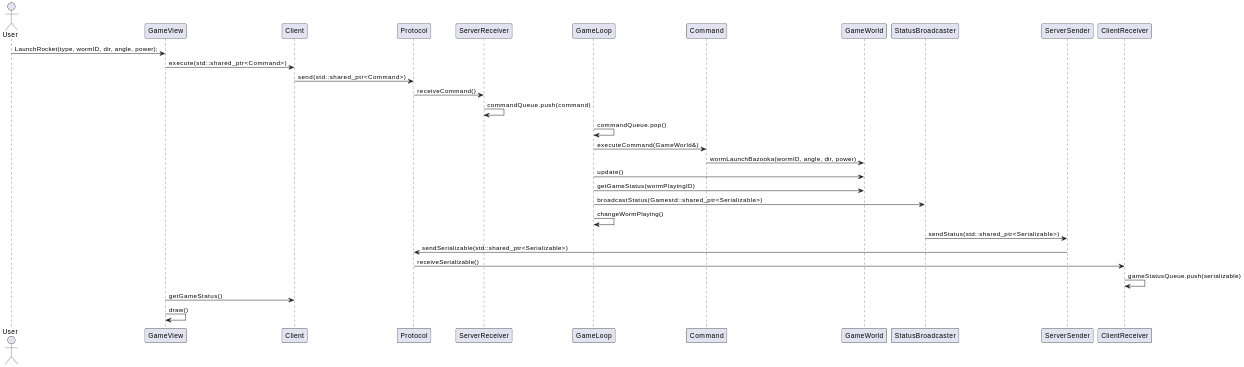 User
GameView
Client
Protocol
ServerReceiver
GameLoop
Command
GameWorld
StatusBroadcaster
ServerSender
ClientReceiver
LaunchRocket(type, wormID, dir, angle, power);
execute(std::shared_ptr<Command>)
send(std::shared_ptr<Command>)
receiveCommand()
commandQueue.push(command)
commandQueue.pop()
executeCommand(GameWorld&)
wormLaunchBazooka(wormID, angle, dir, power)
update()
getGameStatus(wormPlayingID)
broadcastStatus(Gamestd::shared_ptr<Serializable>)
changeWormPlaying()
sendStatus(std::shared_ptr<Serializable>)
sendSerializable(std::shared_ptr<Serializable>)
receiveSerializable()
gameStatusQueue.push(serializable)
getGameStatus()
draw()
User
GameView
Client
Protocol
ServerReceiver
GameLoop
Command
GameWorld
StatusBroadcaster
ServerSender
ClientReceiver